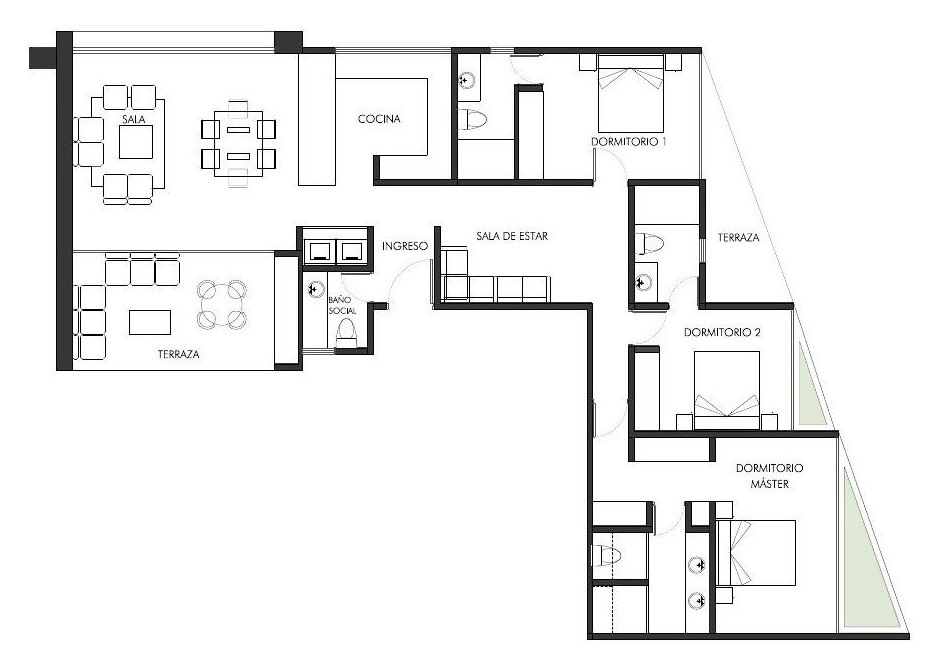 SALA
COCINA
DORMITORIO 1
INGRESO
SALA DE ESTAR
TERRAZA
BAÑO
SOCIAL
TERRAZA
DORMITORIO 2
DORMITORIO
MÁSTER